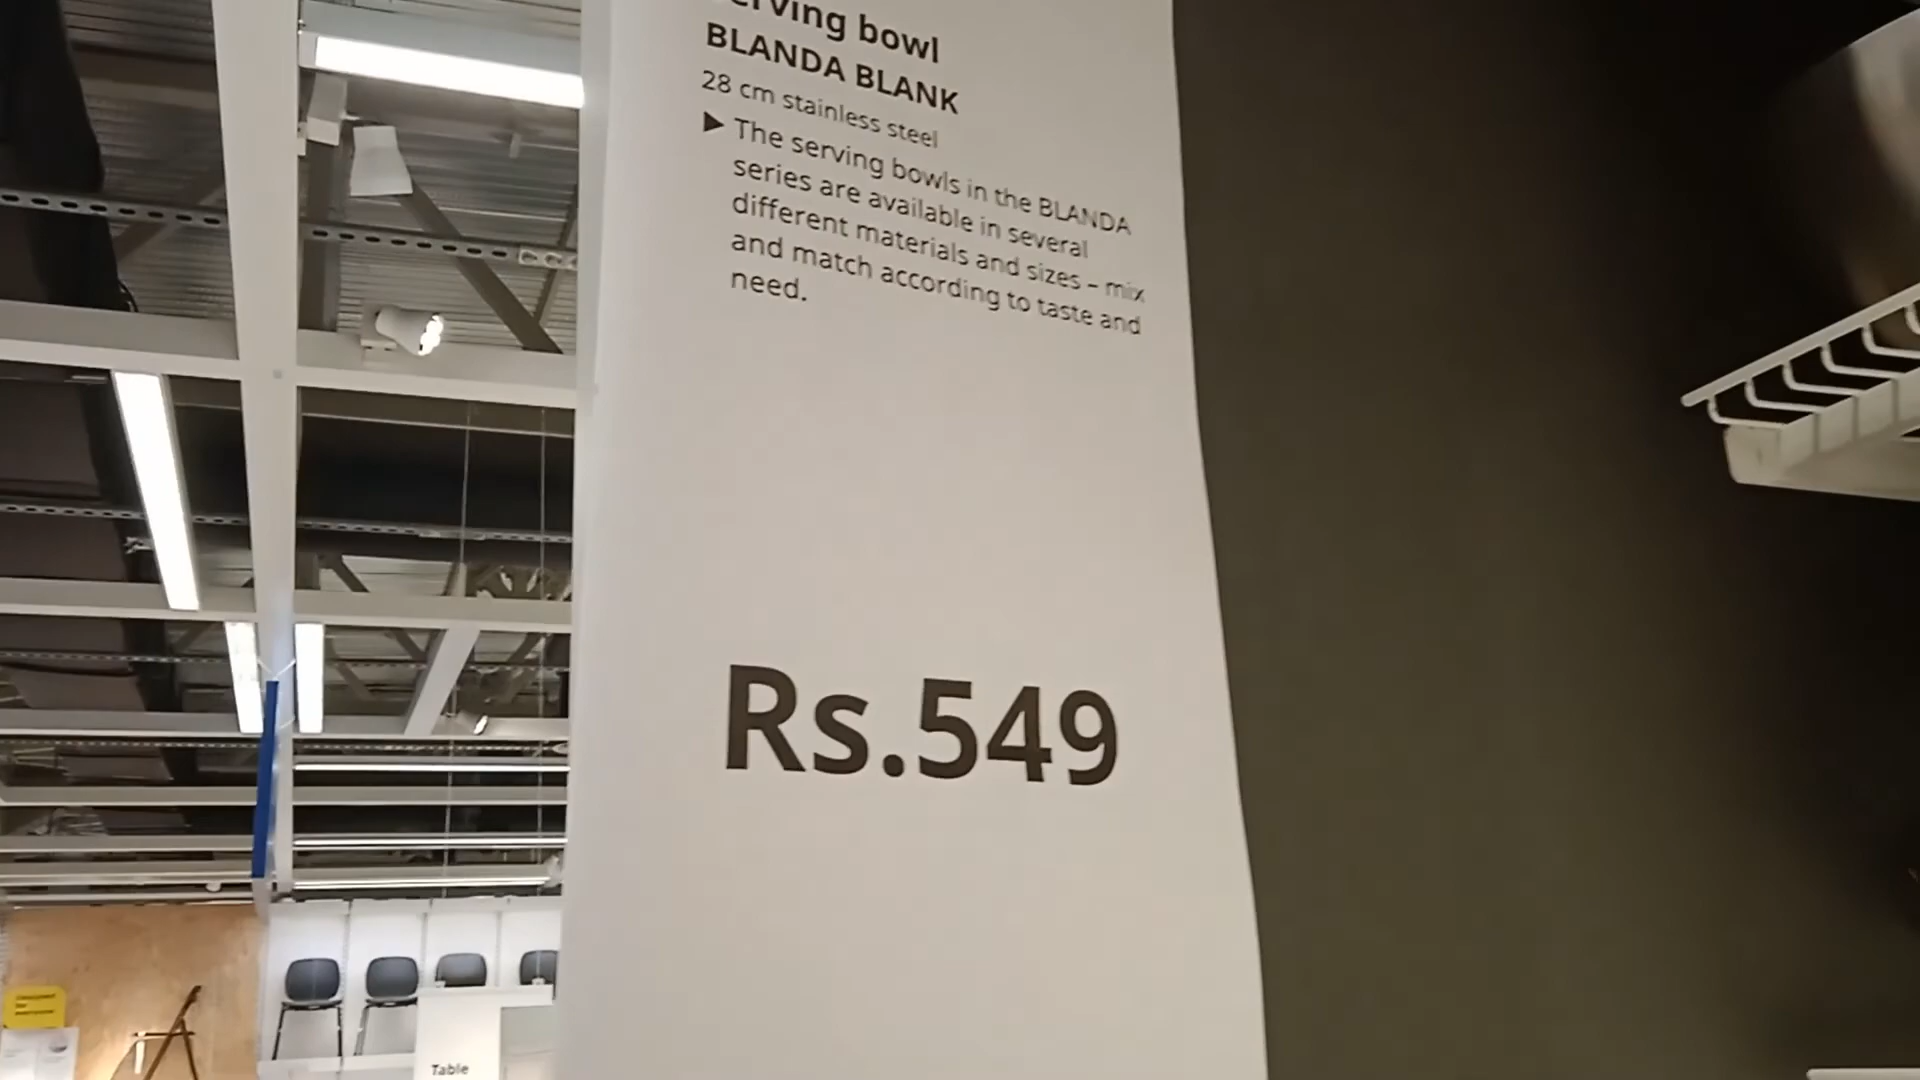 erving bowl
BLANDA BLANK
28 cm stainless steel
▶ The serving bowls in the BLANDA
series are available in several
different materials and sizes – mix
and match according to taste and
need.
Rs.549
Table